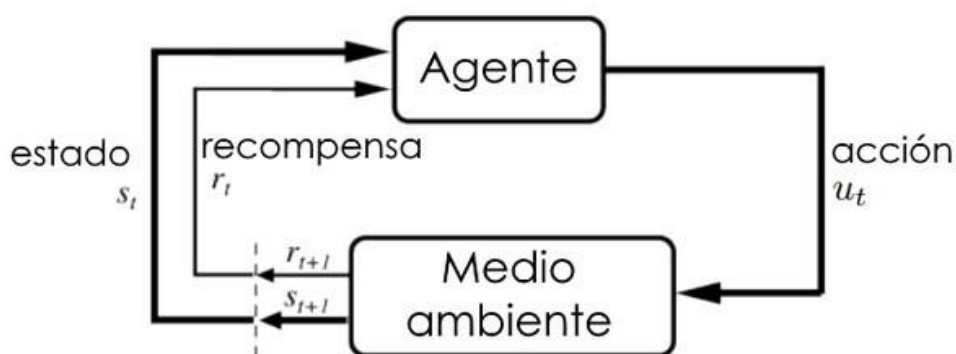 Agente
estado
s_t
recompensa
r_t
acción
u_t
r_{t+1}
s_{t+1}
Medio
ambiente